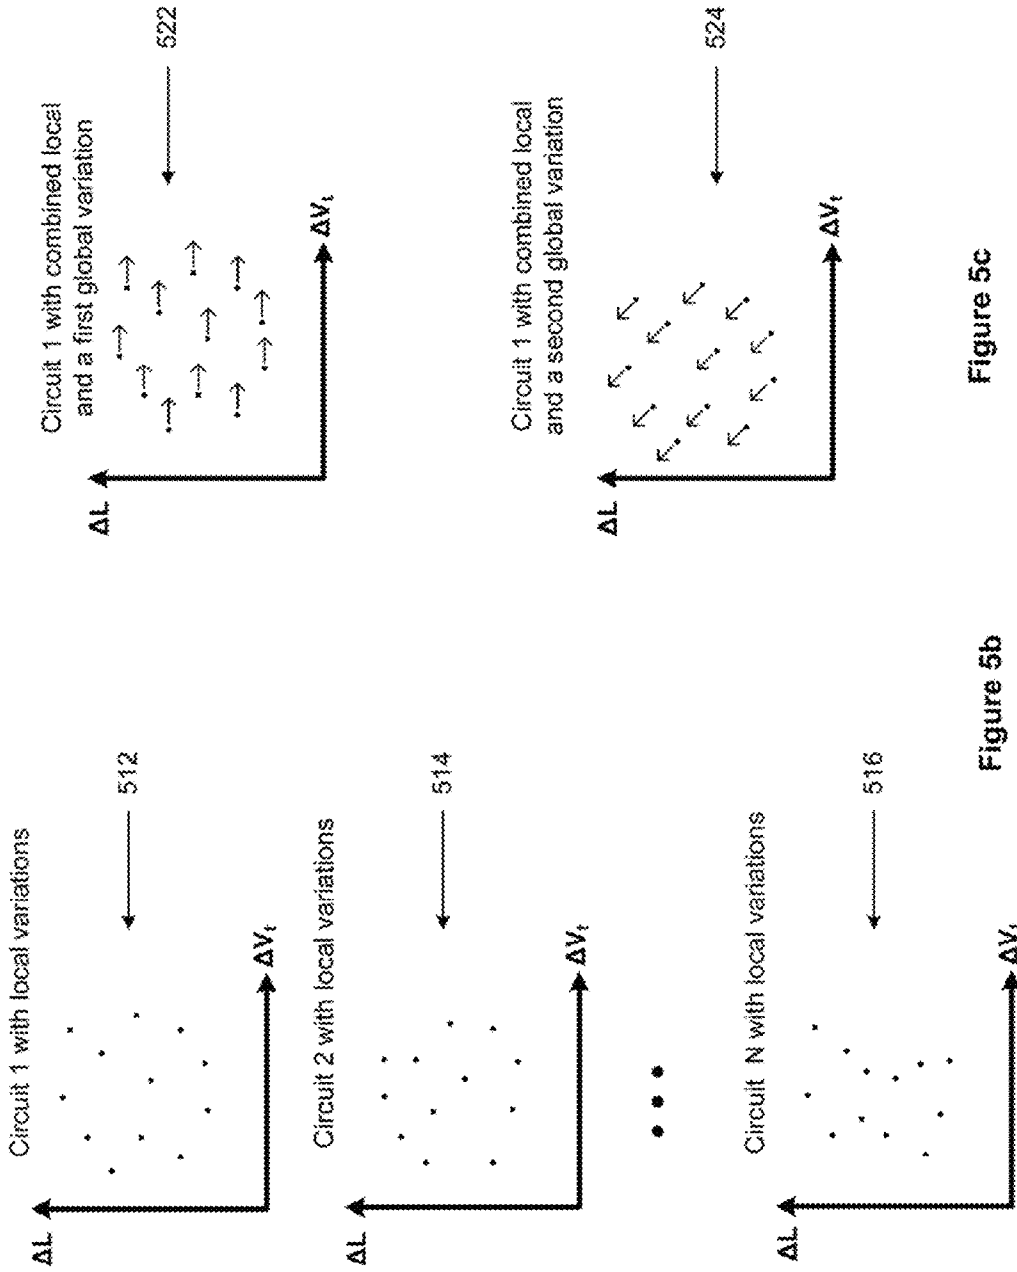 Circuit 1 with local variations
ΔL
ΔVt
512
Circuit 2 with local variations
ΔL
ΔVt
514
Circuit N with local variations
ΔL
ΔVt
516
Figure 5b
Circuit 1 with combined local
and a first global variation
ΔL
ΔVt
522
Circuit 1 with combined local
and a second global variation
ΔL
ΔVt
524
Figure 5c